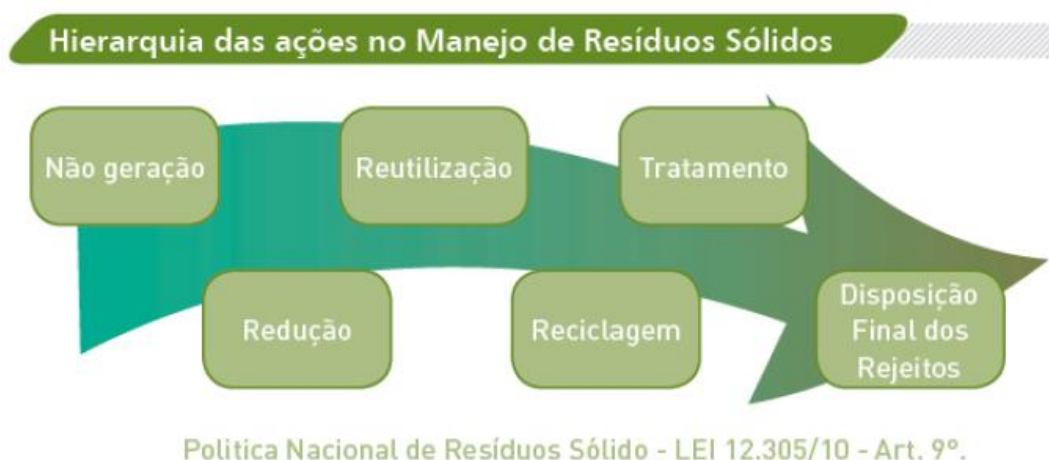 Hierarquia das ações no Manejo de Resíduos Sólidos
Não geração
Redução
Reutilização
Reciclagem
Tratamento
Disposição
Final dos
Rejeitos
Politica Nacional de Resíduos Sólido - LEI 12.305/10 - Art. 9º.